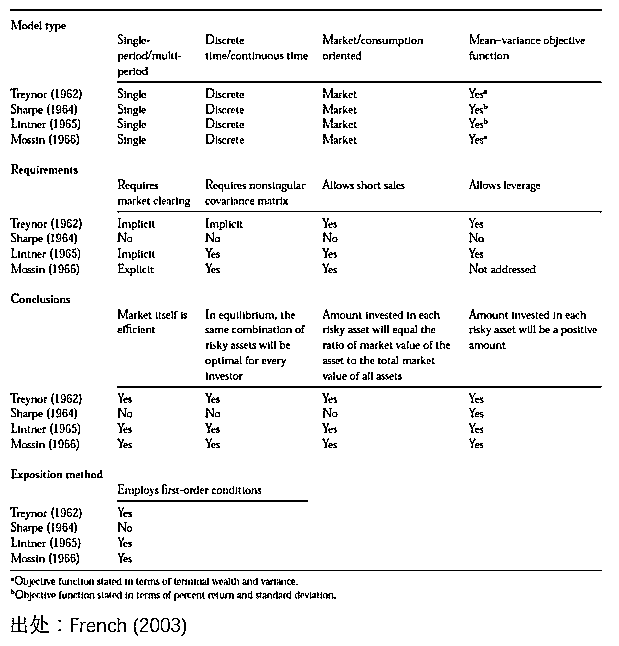 Model type
Single-period/multi-period Discrete time/continuous time Market/consumption oriented Mean–variance objective function
Treynor (1962) Single Discrete Market Yesᵃ
Sharpe (1964) Single Discrete Market Yesᵇ
Lintner (1965) Single Discrete Market Yesᵇ
Mossin (1966) Single Discrete Market Yesᵃ
Requirements
Requires market clearing Requires nonsingular covariance matrix Allows short sales Allows leverage
Treynor (1962) Implicit Implicit Yes Yes
Sharpe (1964) No No No No
Lintner (1965) Implicit Yes Yes Yes
Mossin (1966) Explicit Yes Yes Not addressed
Conclusions
Market itself is efficient In equilibrium, the same combination of risky assets will be optimal for every investor Amount invested in each risky asset will equal the ratio of market value of the asset to the total market value of all assets Amount invested in each risky asset will be a positive amount
Treynor (1962) Yes Yes Yes Yes
Sharpe (1964) No No No Yes
Lintner (1965) Yes Yes Yes Yes
Mossin (1966) Yes Yes Yes Yes
Exposition method
Employs first-order conditions
Treynor (1962) Yes
Sharpe (1964) No
Lintner (1965) Yes
Mossin (1966) Yes
ᵃObjective function stated in terms of terminal wealth and variance.
ᵇObjective function stated in terms of percent return and standard deviation.
出处：French (2003)